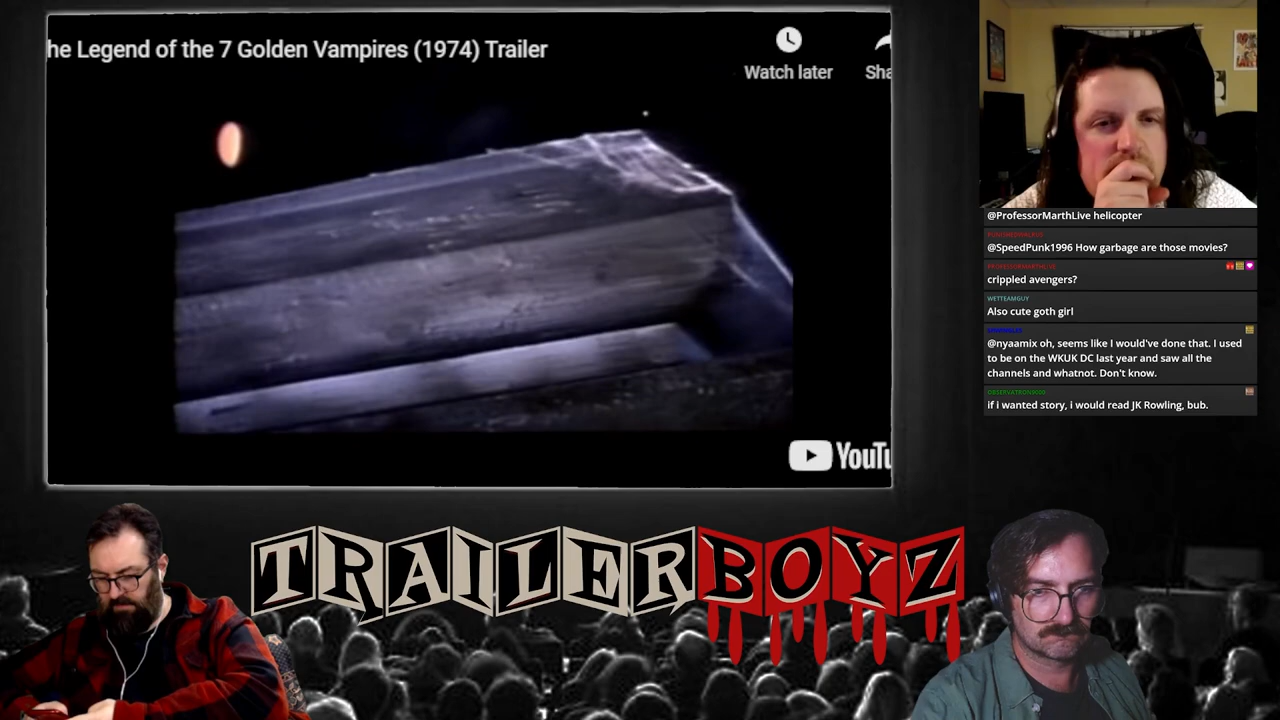 he Legend of the 7 Golden Vampires (1974) Trailer
Watch later
Sha
YouTu
@ProfessorMarthLive helicopter
@SpeedPunk1996 How garbage are those movies?
PROFESSORMARTHLIVE
crippled avengers?
WETTEAMGUY
Also cute goth girl
@nyaamix oh, seems like I would've done that. I used
to be on the WKUK DC last year and saw all the
channels and whatnot. Don't know.
if i wanted story, i would read JK Rowling, bub.
TRAILERBOYZ